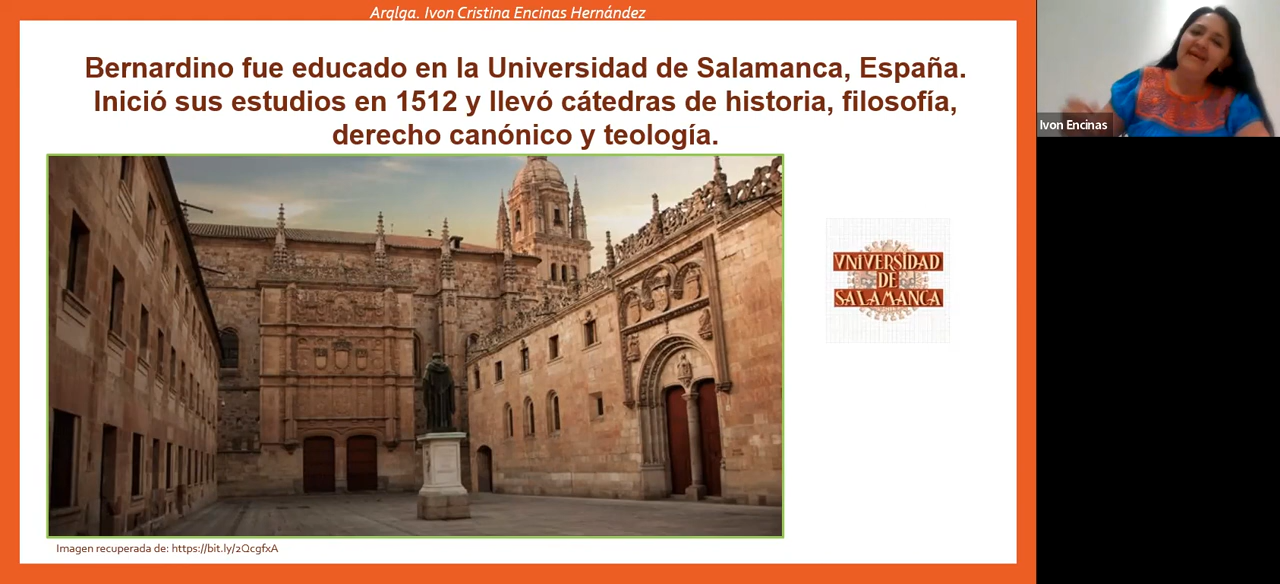 Arqlga. Ivon Cristina Encinas Hernández
Bernardino fue educado en la Universidad de Salamanca, España.
Inició sus estudios en 1512 y llevó cátedras de historia, filosofía,
derecho canónico y teología.
Ivon Encinas
VNIVERSIDAD
DE
SALAMANCA
Imagen recuperada de: https://bit.ly/2QcgfxA